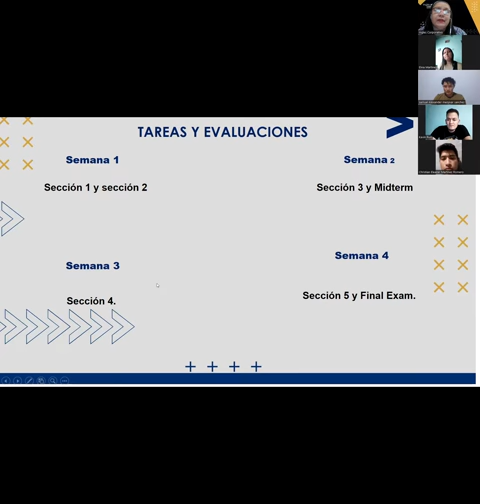 TAREAS Y EVALUACIONES
Semana 1
Sección 1 y sección 2
Semana 2
Sección 3 y Midterm
Semana 3
Sección 4.
Semana 4
Sección 5 y Final Exam.